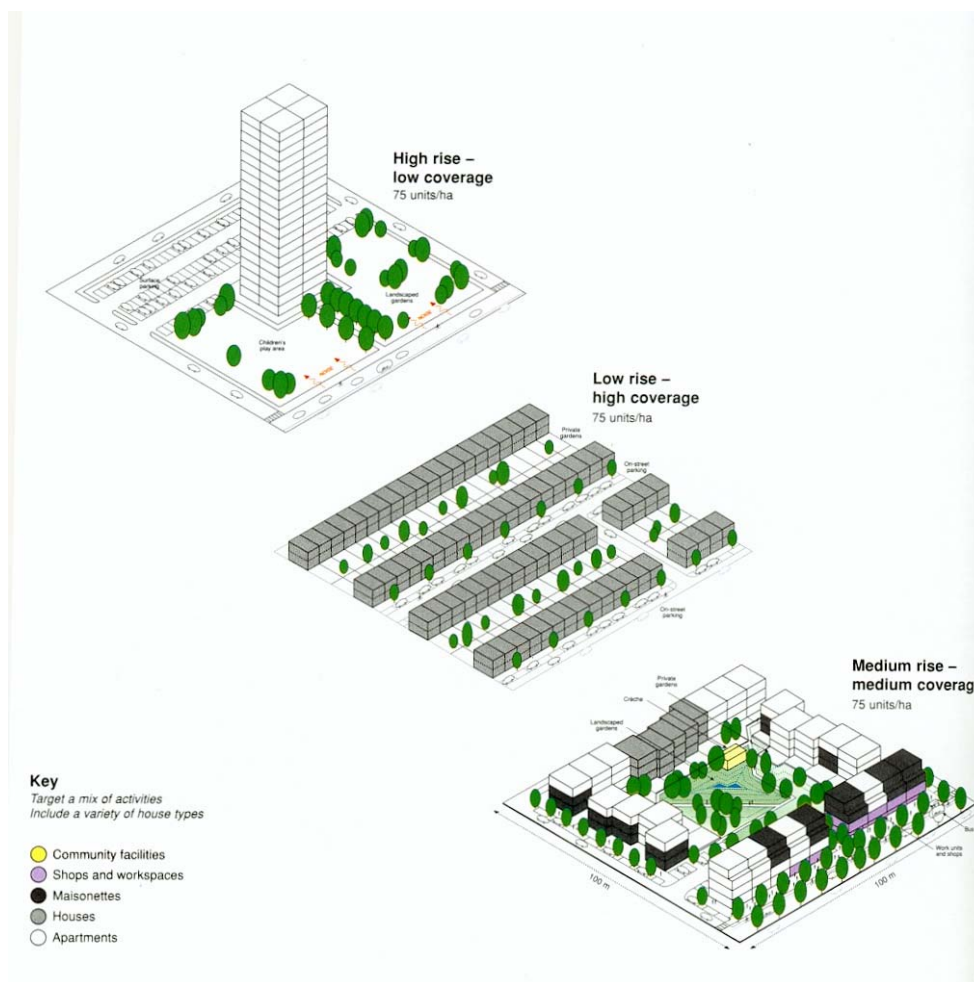 High rise –
low coverage
75 units/ha
Surface
parking
Landscaped
gardens
NOISE
Children's
play area
NOISE
Low rise –
high coverage
75 units/ha
Private
gardens
On-street
parking
On-street
parking
Medium rise –
medium coverag
75 units/ha
Private
gardens
Crèche
Landscaped
gardens
Work units
and shops
100 m
100 m
Key
Target a mix of activities
Include a variety of house types
Community facilities
Shops and workspaces
Maisonettes
Houses
Apartments